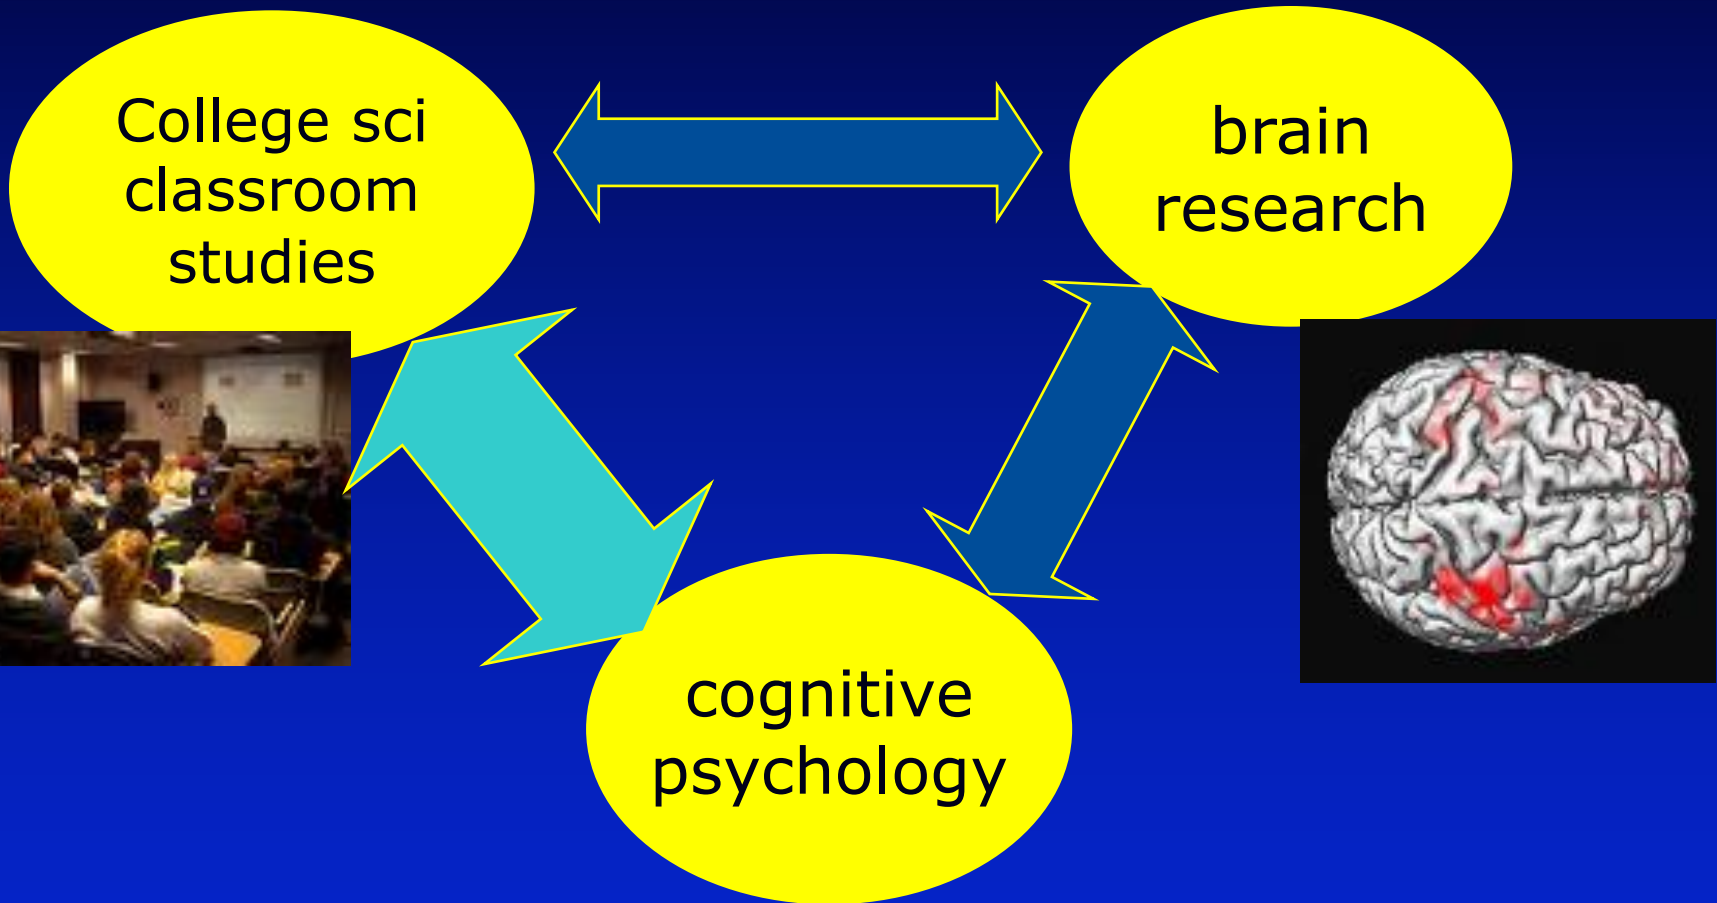 College sci
classroom
studies
brain
research
cognitive
psychology